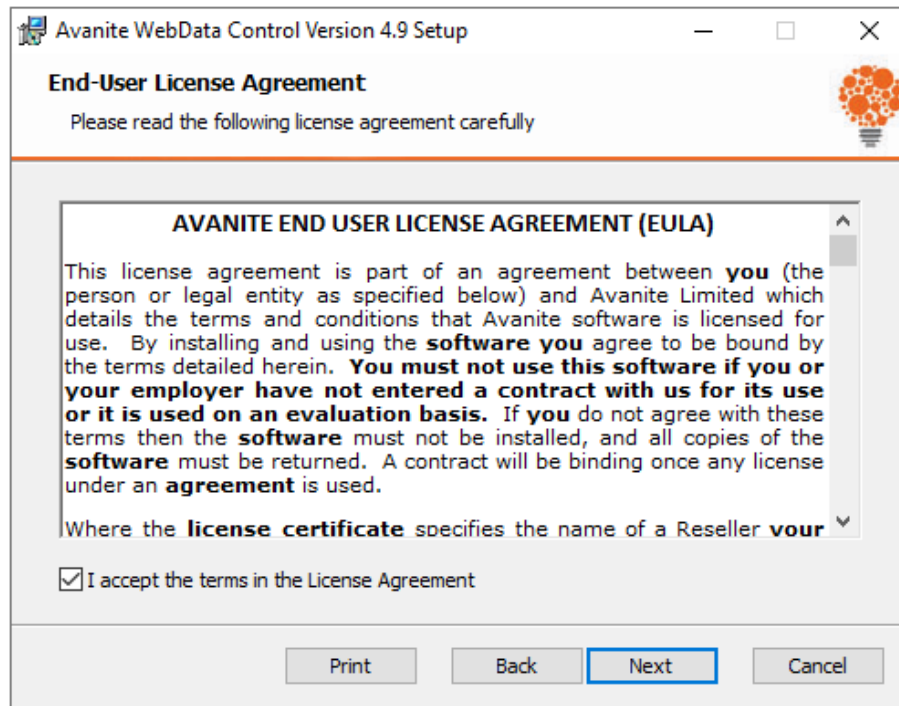 Avanite WebData Control Version 4.9 Setup
End-User License Agreement
Please read the following license agreement carefully
AVANITE END USER LICENSE AGREEMENT (EULA)
This license agreement is part of an agreement between you (the
person or legal entity as specified below) and Avanite Limited which
details the terms and conditions that Avanite software is licensed for
use. By installing and using the software you agree to be bound by
the terms detailed herein. You must not use this software if you or
your employer have not entered a contract with us for its use
or it is used on an evaluation basis. If you do not agree with these
terms then the software must not be installed, and all copies of the
software must be returned. A contract will be binding once any license
under an agreement is used.
Where the license certificate specifies the name of a Reseller your
I accept the terms in the License Agreement
Print
Back
Next
Cancel